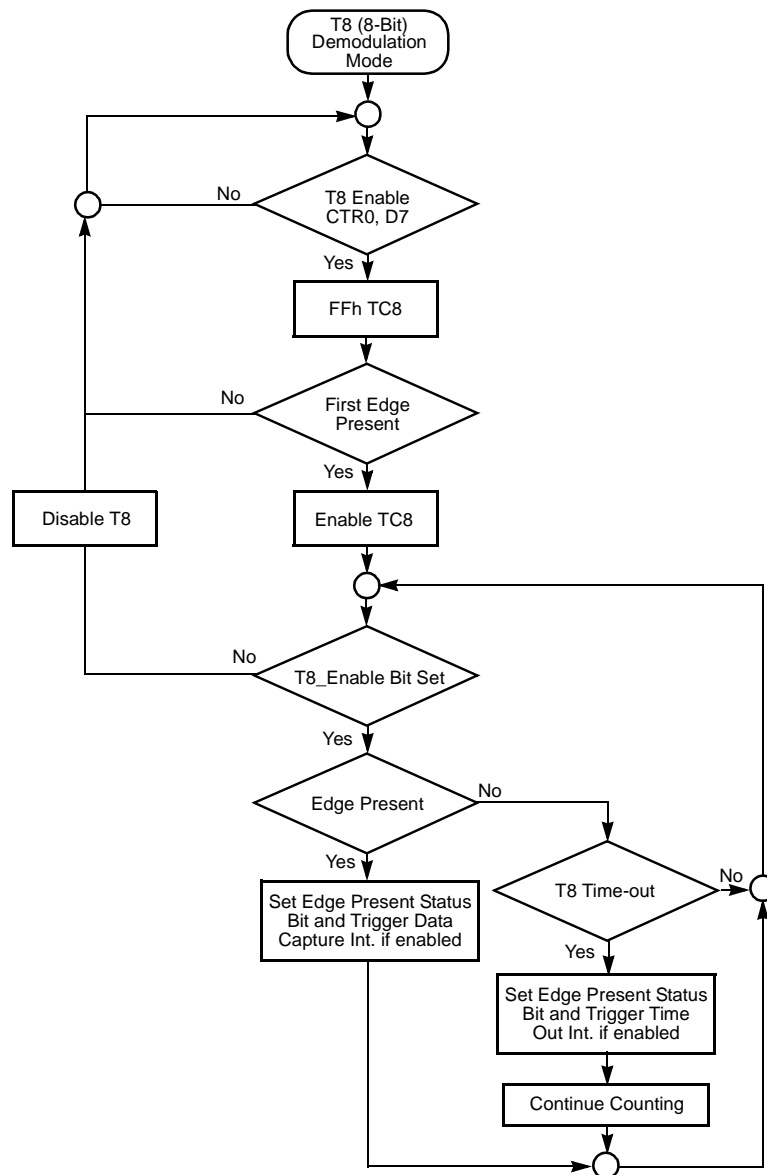 T8 (8-Bit)
Demodulation
Mode
No
T8 Enable
CTR0, D7
Yes
FFh TC8
No
First Edge
Present
Yes
Disable T8
Enable TC8
No
T8_Enable Bit Set
Yes
Edge Present
No
Yes
T8 Time-out
No
Set Edge Present Status
Bit and Trigger Data
Capture Int. if enabled
Yes
Set Edge Present Status
Bit and Trigger Time
Out Int. if enabled
Continue Counting